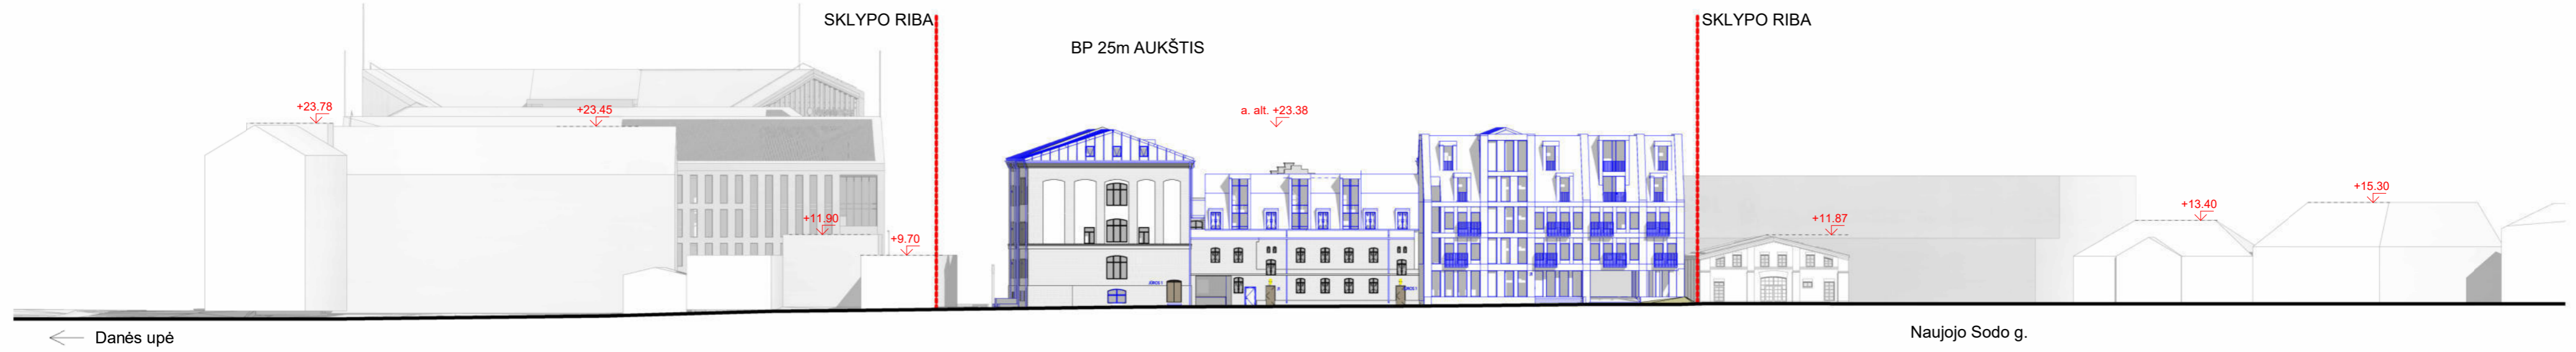 SKLYPO RIBA
SKLYPO RIBA
BP 25m AUKŠTIS
+23.78
+23.45
a. alt. +23.38
+11.90
+9.70
+11.87
+13.40
+15.30
Danės upė
Naujojo Sodo g.